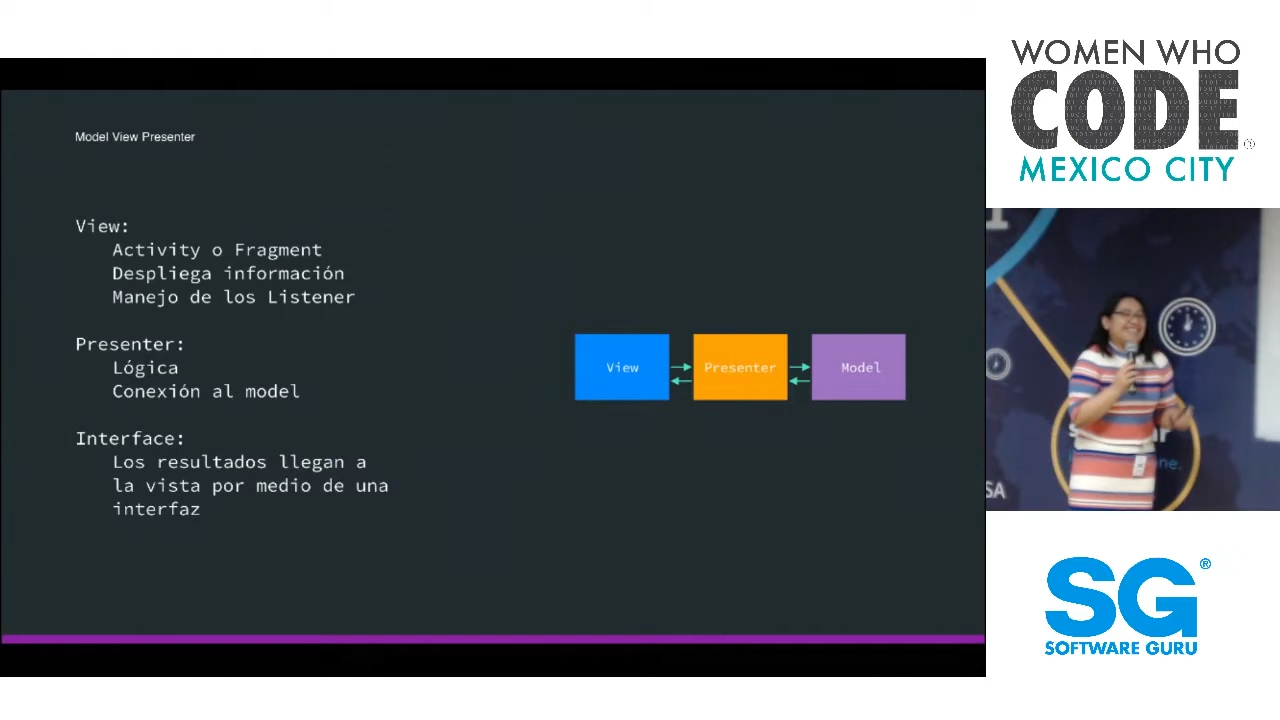 Model View Presenter
View:
Activity o Fragment
Despliega información
Manejo de los Listener
Presenter:
Lógica
Conexión al model
Interface:
Los resultados llegan a
la vista por medio de una
interfaz
View
Presenter
Model
WOMEN WHO
CODE
MEXICO CITY
SA
SG
SOFTWARE GURU